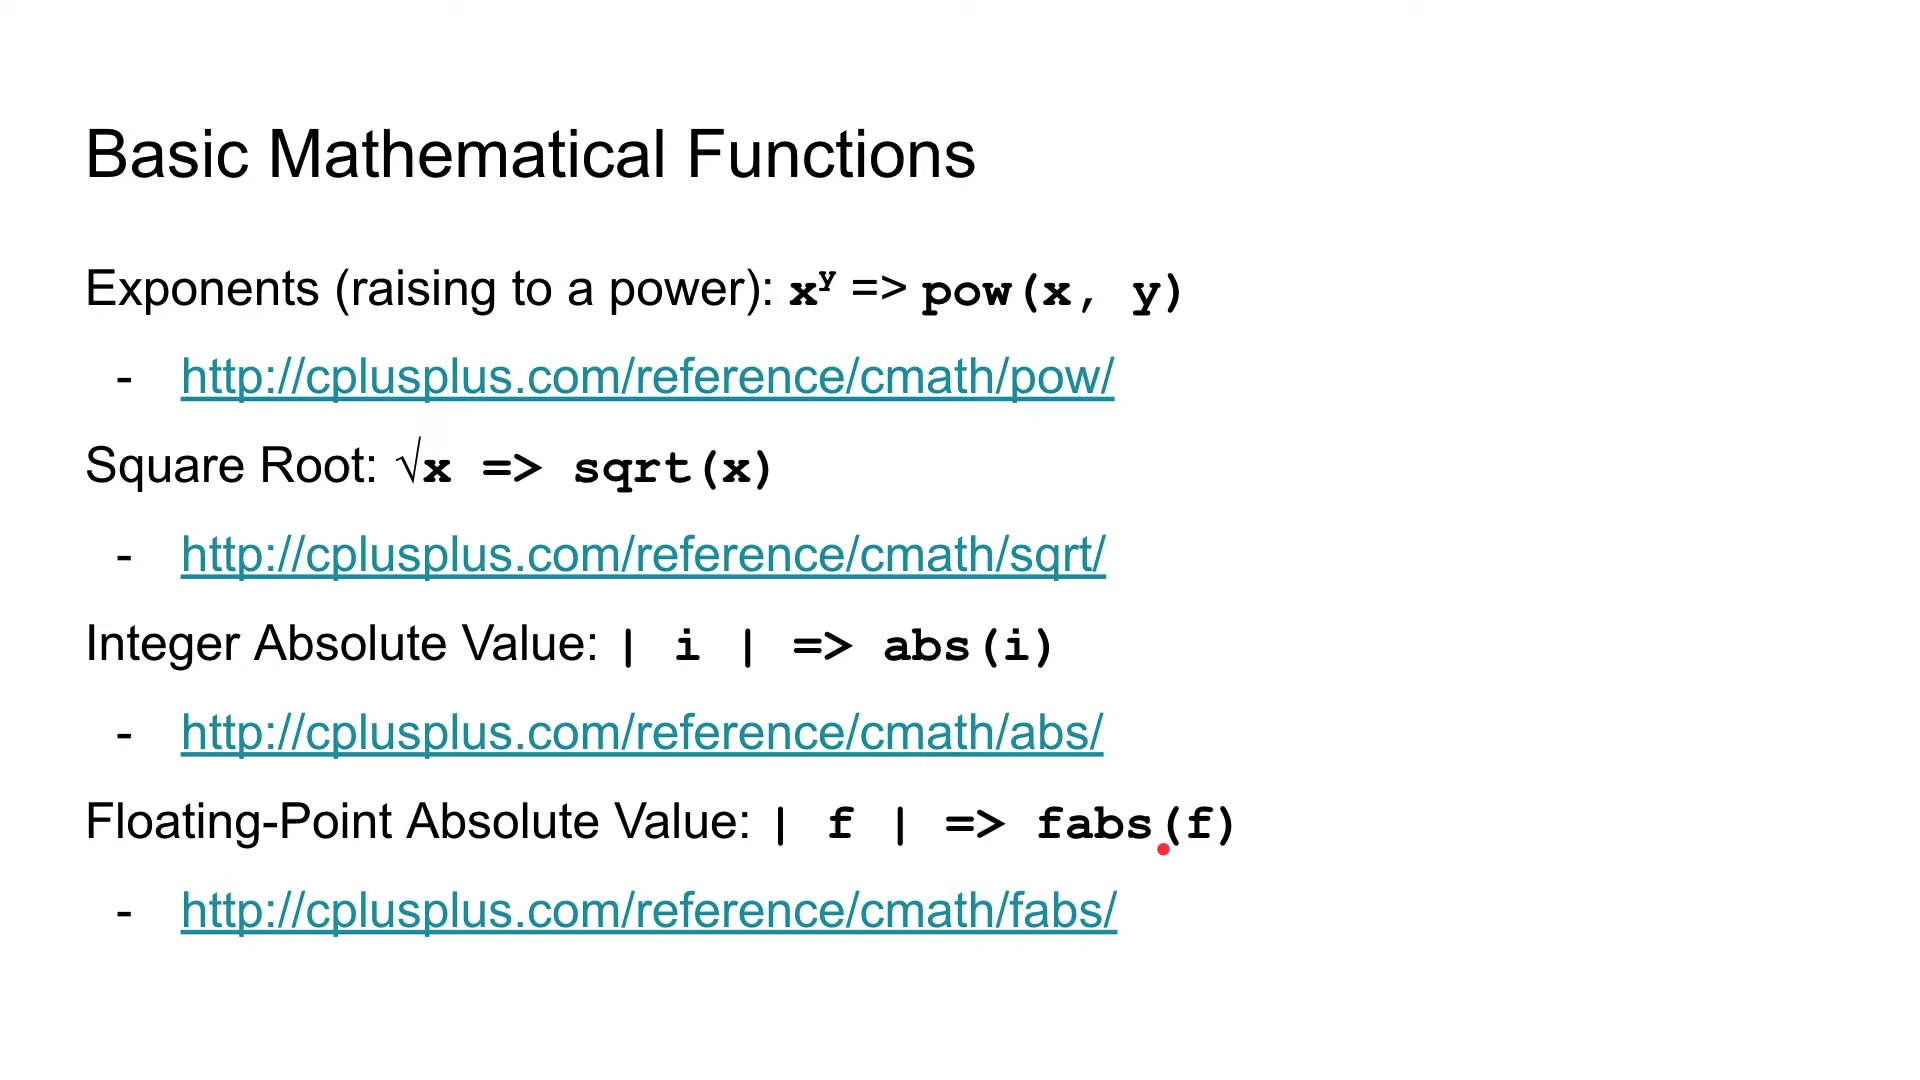 Basic Mathematical Functions
Exponents (raising to a power): xʸ => pow(x, y)
- http://cplusplus.com/reference/cmath/pow/
Square Root: √x => sqrt(x)
- http://cplusplus.com/reference/cmath/sqrt/
Integer Absolute Value: | i | => abs(i)
- http://cplusplus.com/reference/cmath/abs/
Floating-Point Absolute Value: | f | => fabs(f)
- http://cplusplus.com/reference/cmath/fabs/